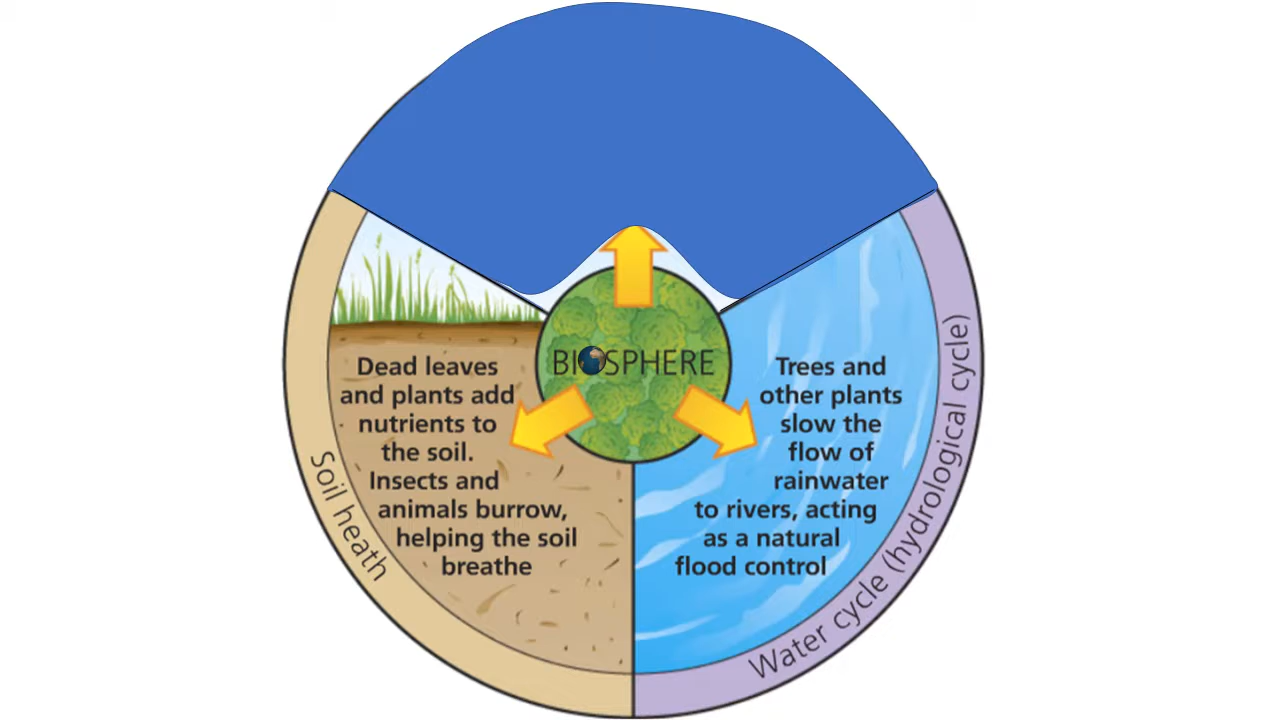 BIOSPHERE
Dead leaves
and plants add
nutrients to
the soil.
Insects and
animals burrow,
helping the soil
breathe
Soil heath
Trees and
other plants
slow the
flow of
rainwater
to rivers, acting
as a natural
flood control
Water cycle (hydrological cycle)